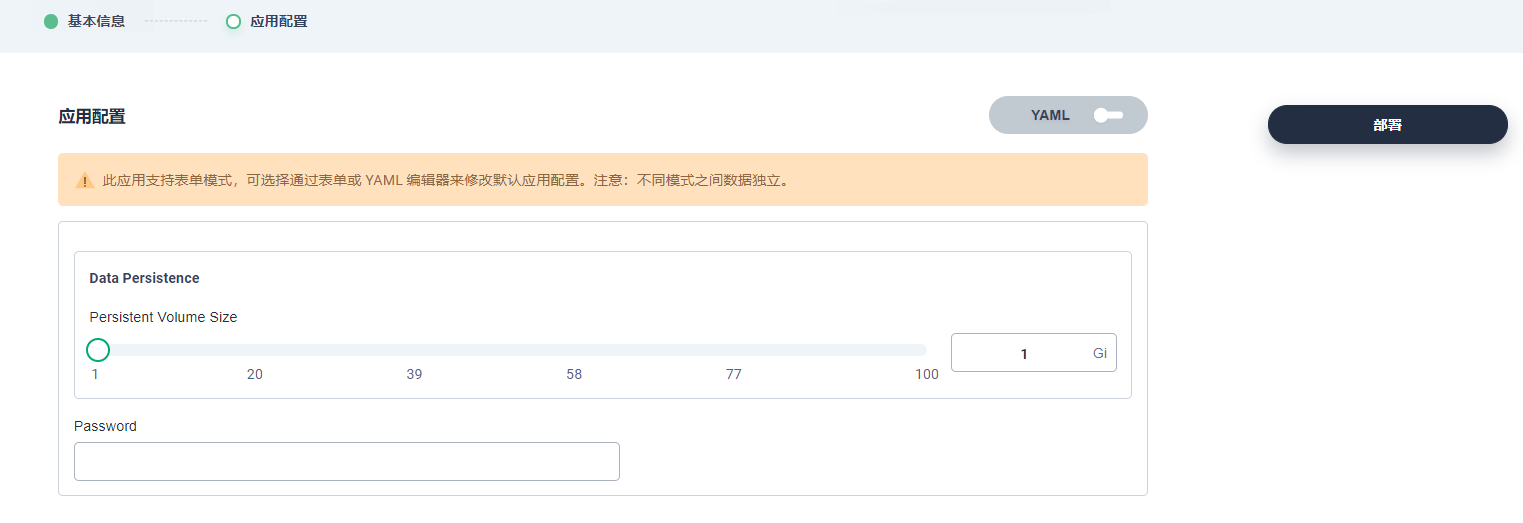 基本信息 应用配置
应用配置
YAML
部署
此应用支持表单模式，可选择通过表单或 YAML 编辑器来修改默认应用配置。注意：不同模式之间数据独立。
Data Persistence
Persistent Volume Size
1 Gi
1 20 39 58 77 100
Password